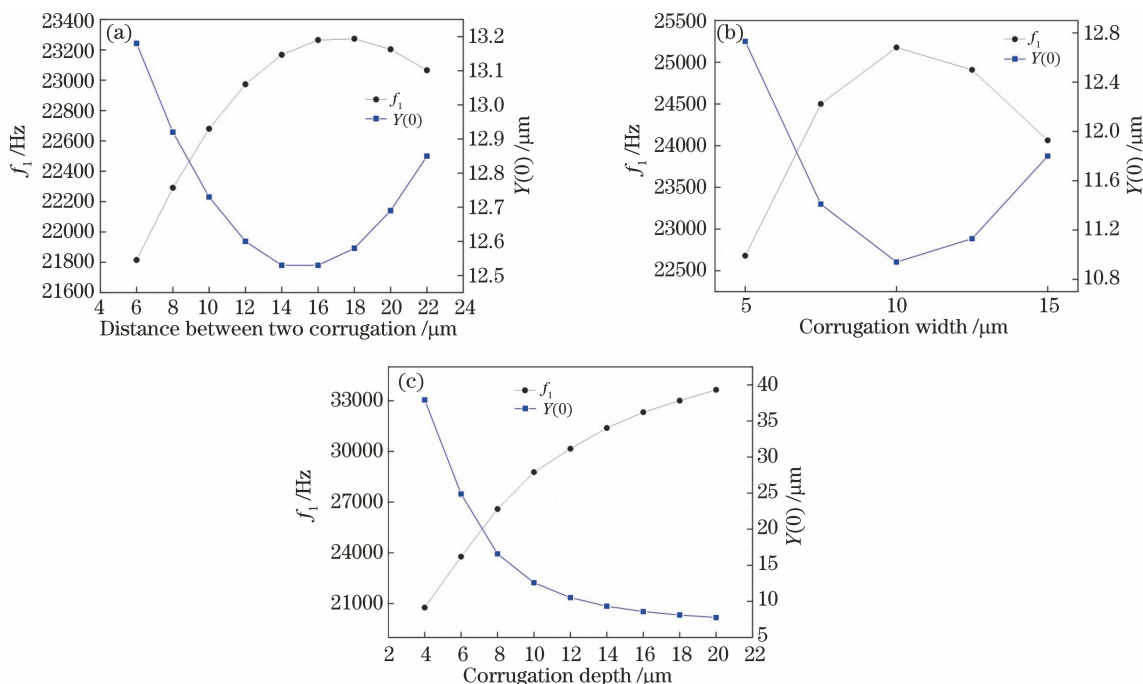 (a)
23400
23200
23000
22800
22600
22400
22200
22000
21800
21600
f₁ /Hz
13.2
13.1
13.0
12.9
12.8
12.7
12.6
12.5
Y(0) /μm
f₁
Y(0)
4 6 8 10 12 14 16 18 20 22 24
Distance between two corrugation /μm
(b)
25500
25000
24500
24000
23500
23000
22500
f₁ /Hz
12.8
12.4
12.0
11.6
11.2
10.8
Y(0) /μm
f₁
Y(0)
5 10 15
Corrugation width /μm
(c)
33000
30000
27000
24000
21000
f₁ /Hz
40
35
30
25
20
15
10
5
Y(0) /μm
f₁
Y(0)
2 4 6 8 10 12 14 16 18 20 22
Corrugation depth /μm